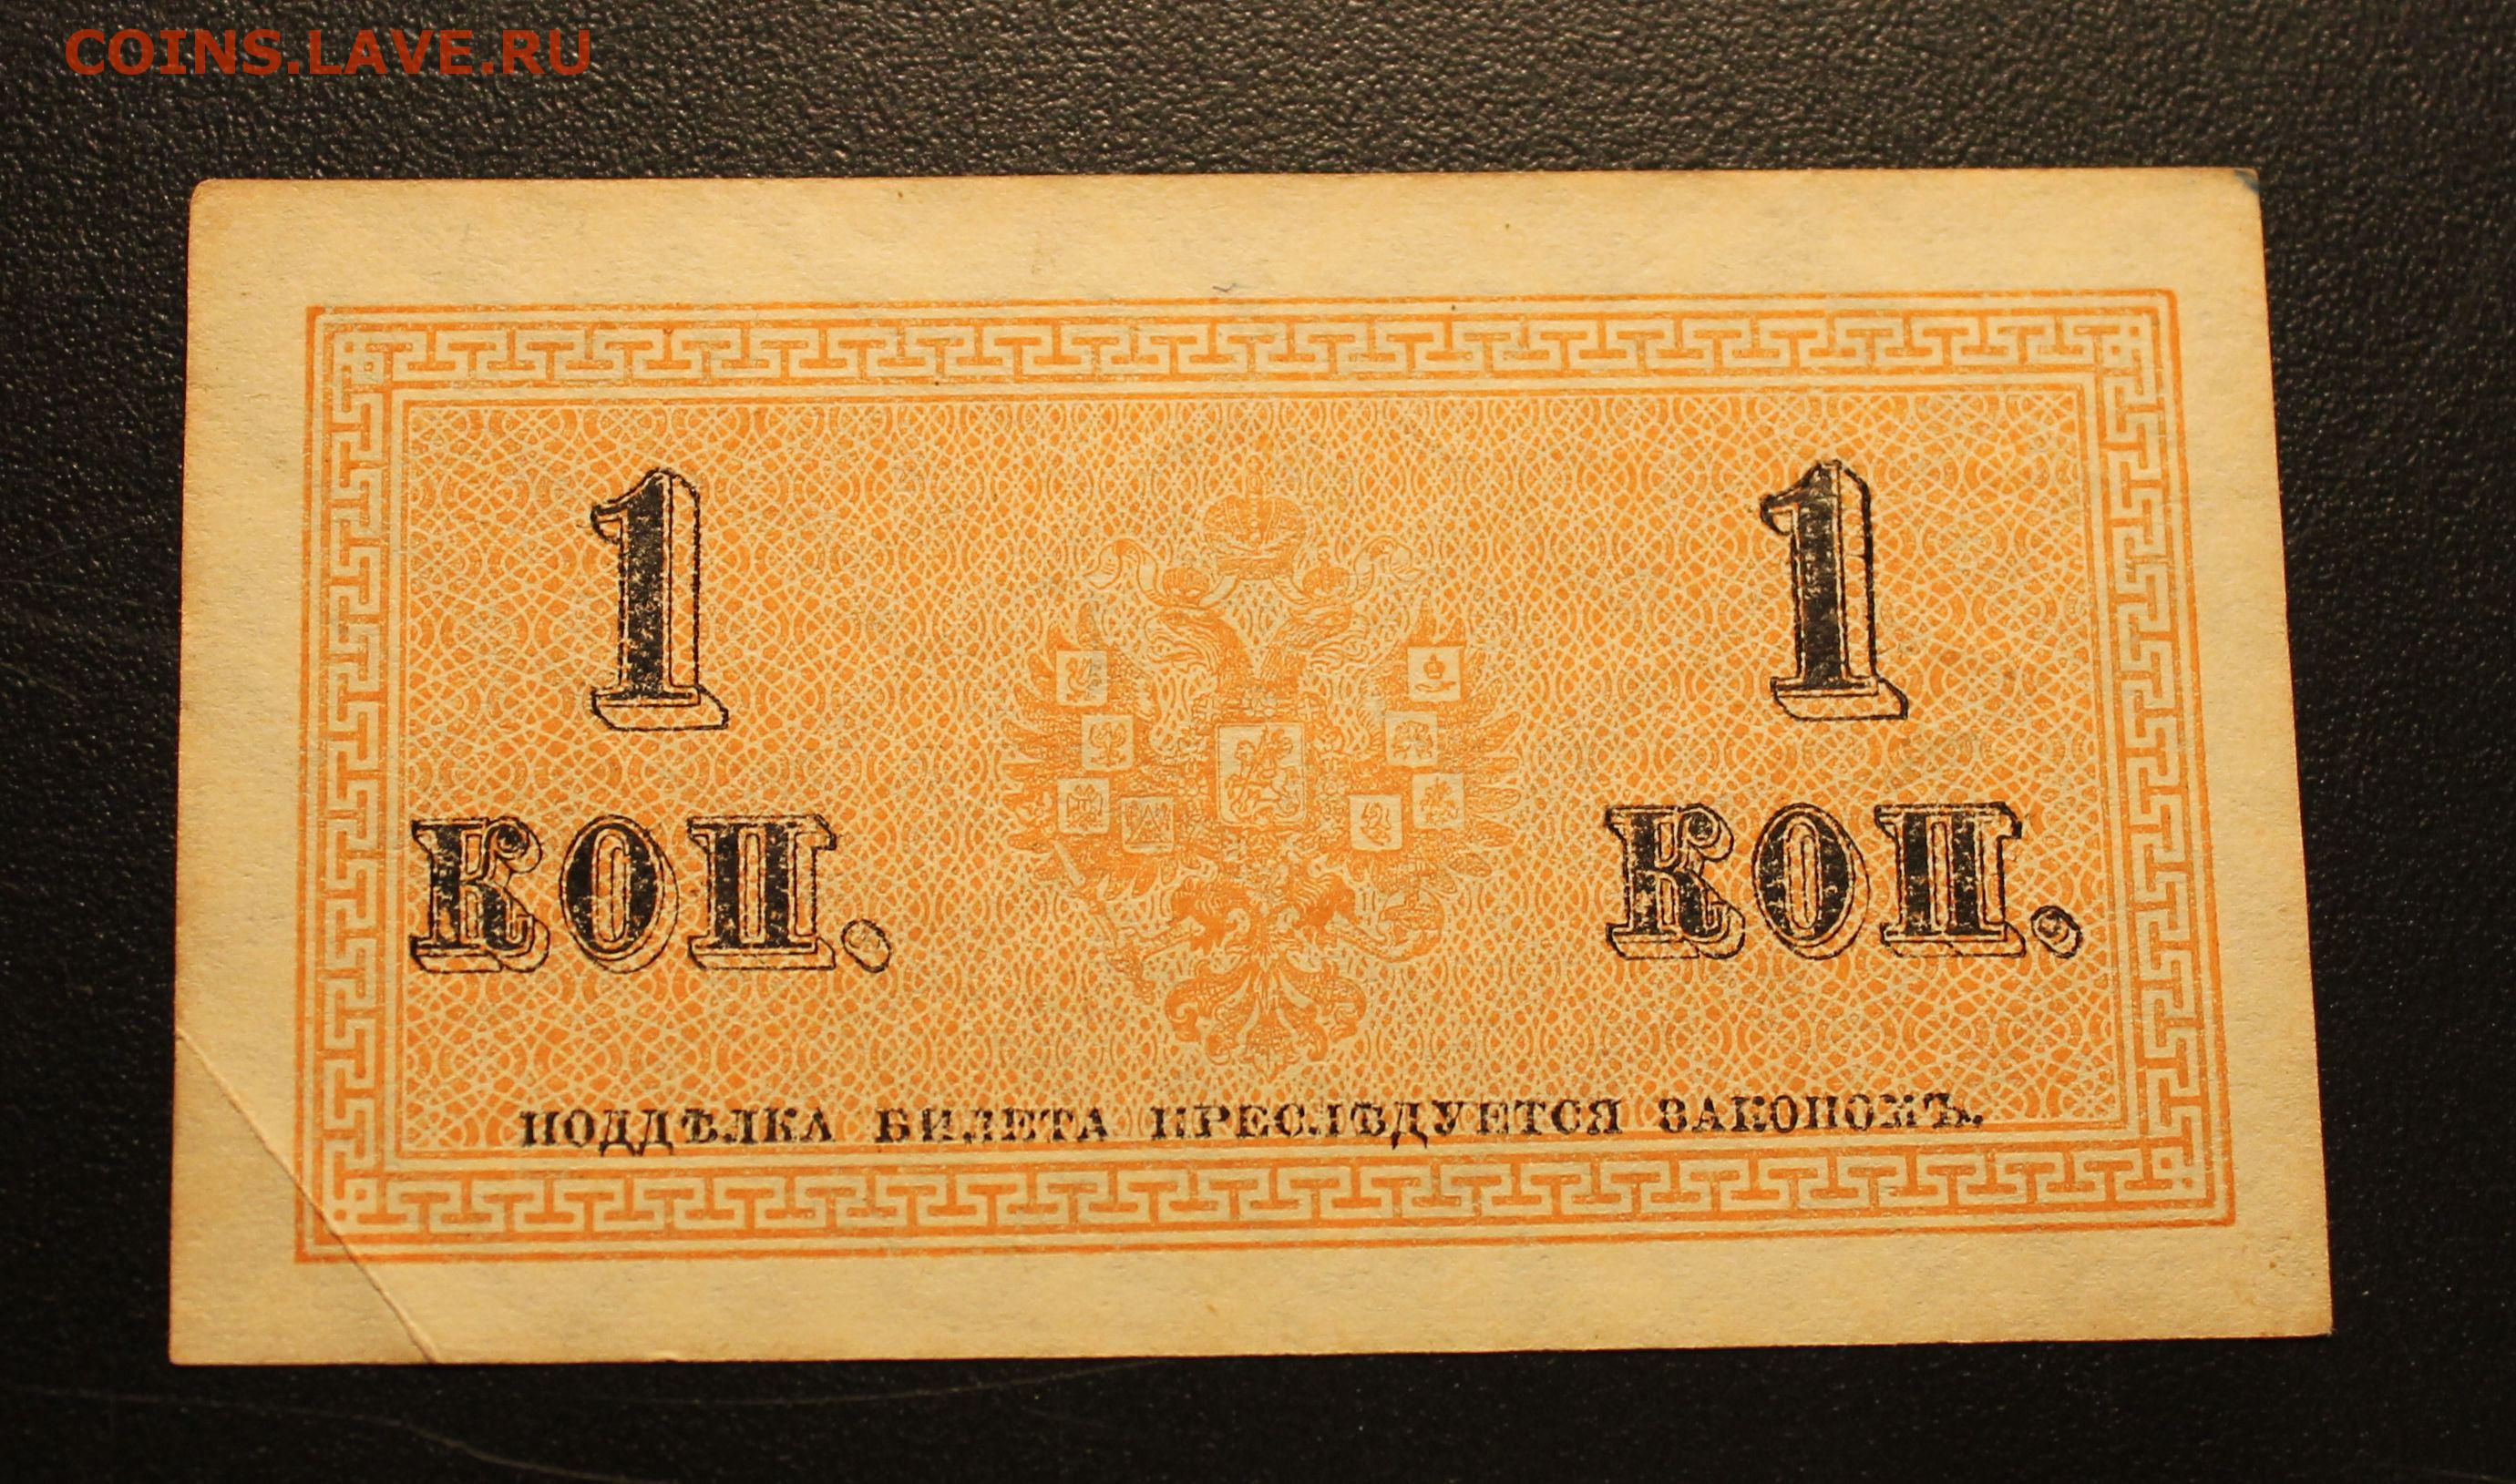 COINS.LAVE.RU
1 1
КОП. КОП.
ПОДДѢЛКА БИЛЕТА ПРЕСЛѢДУЕТСЯ ЗАКОНОМЪ.